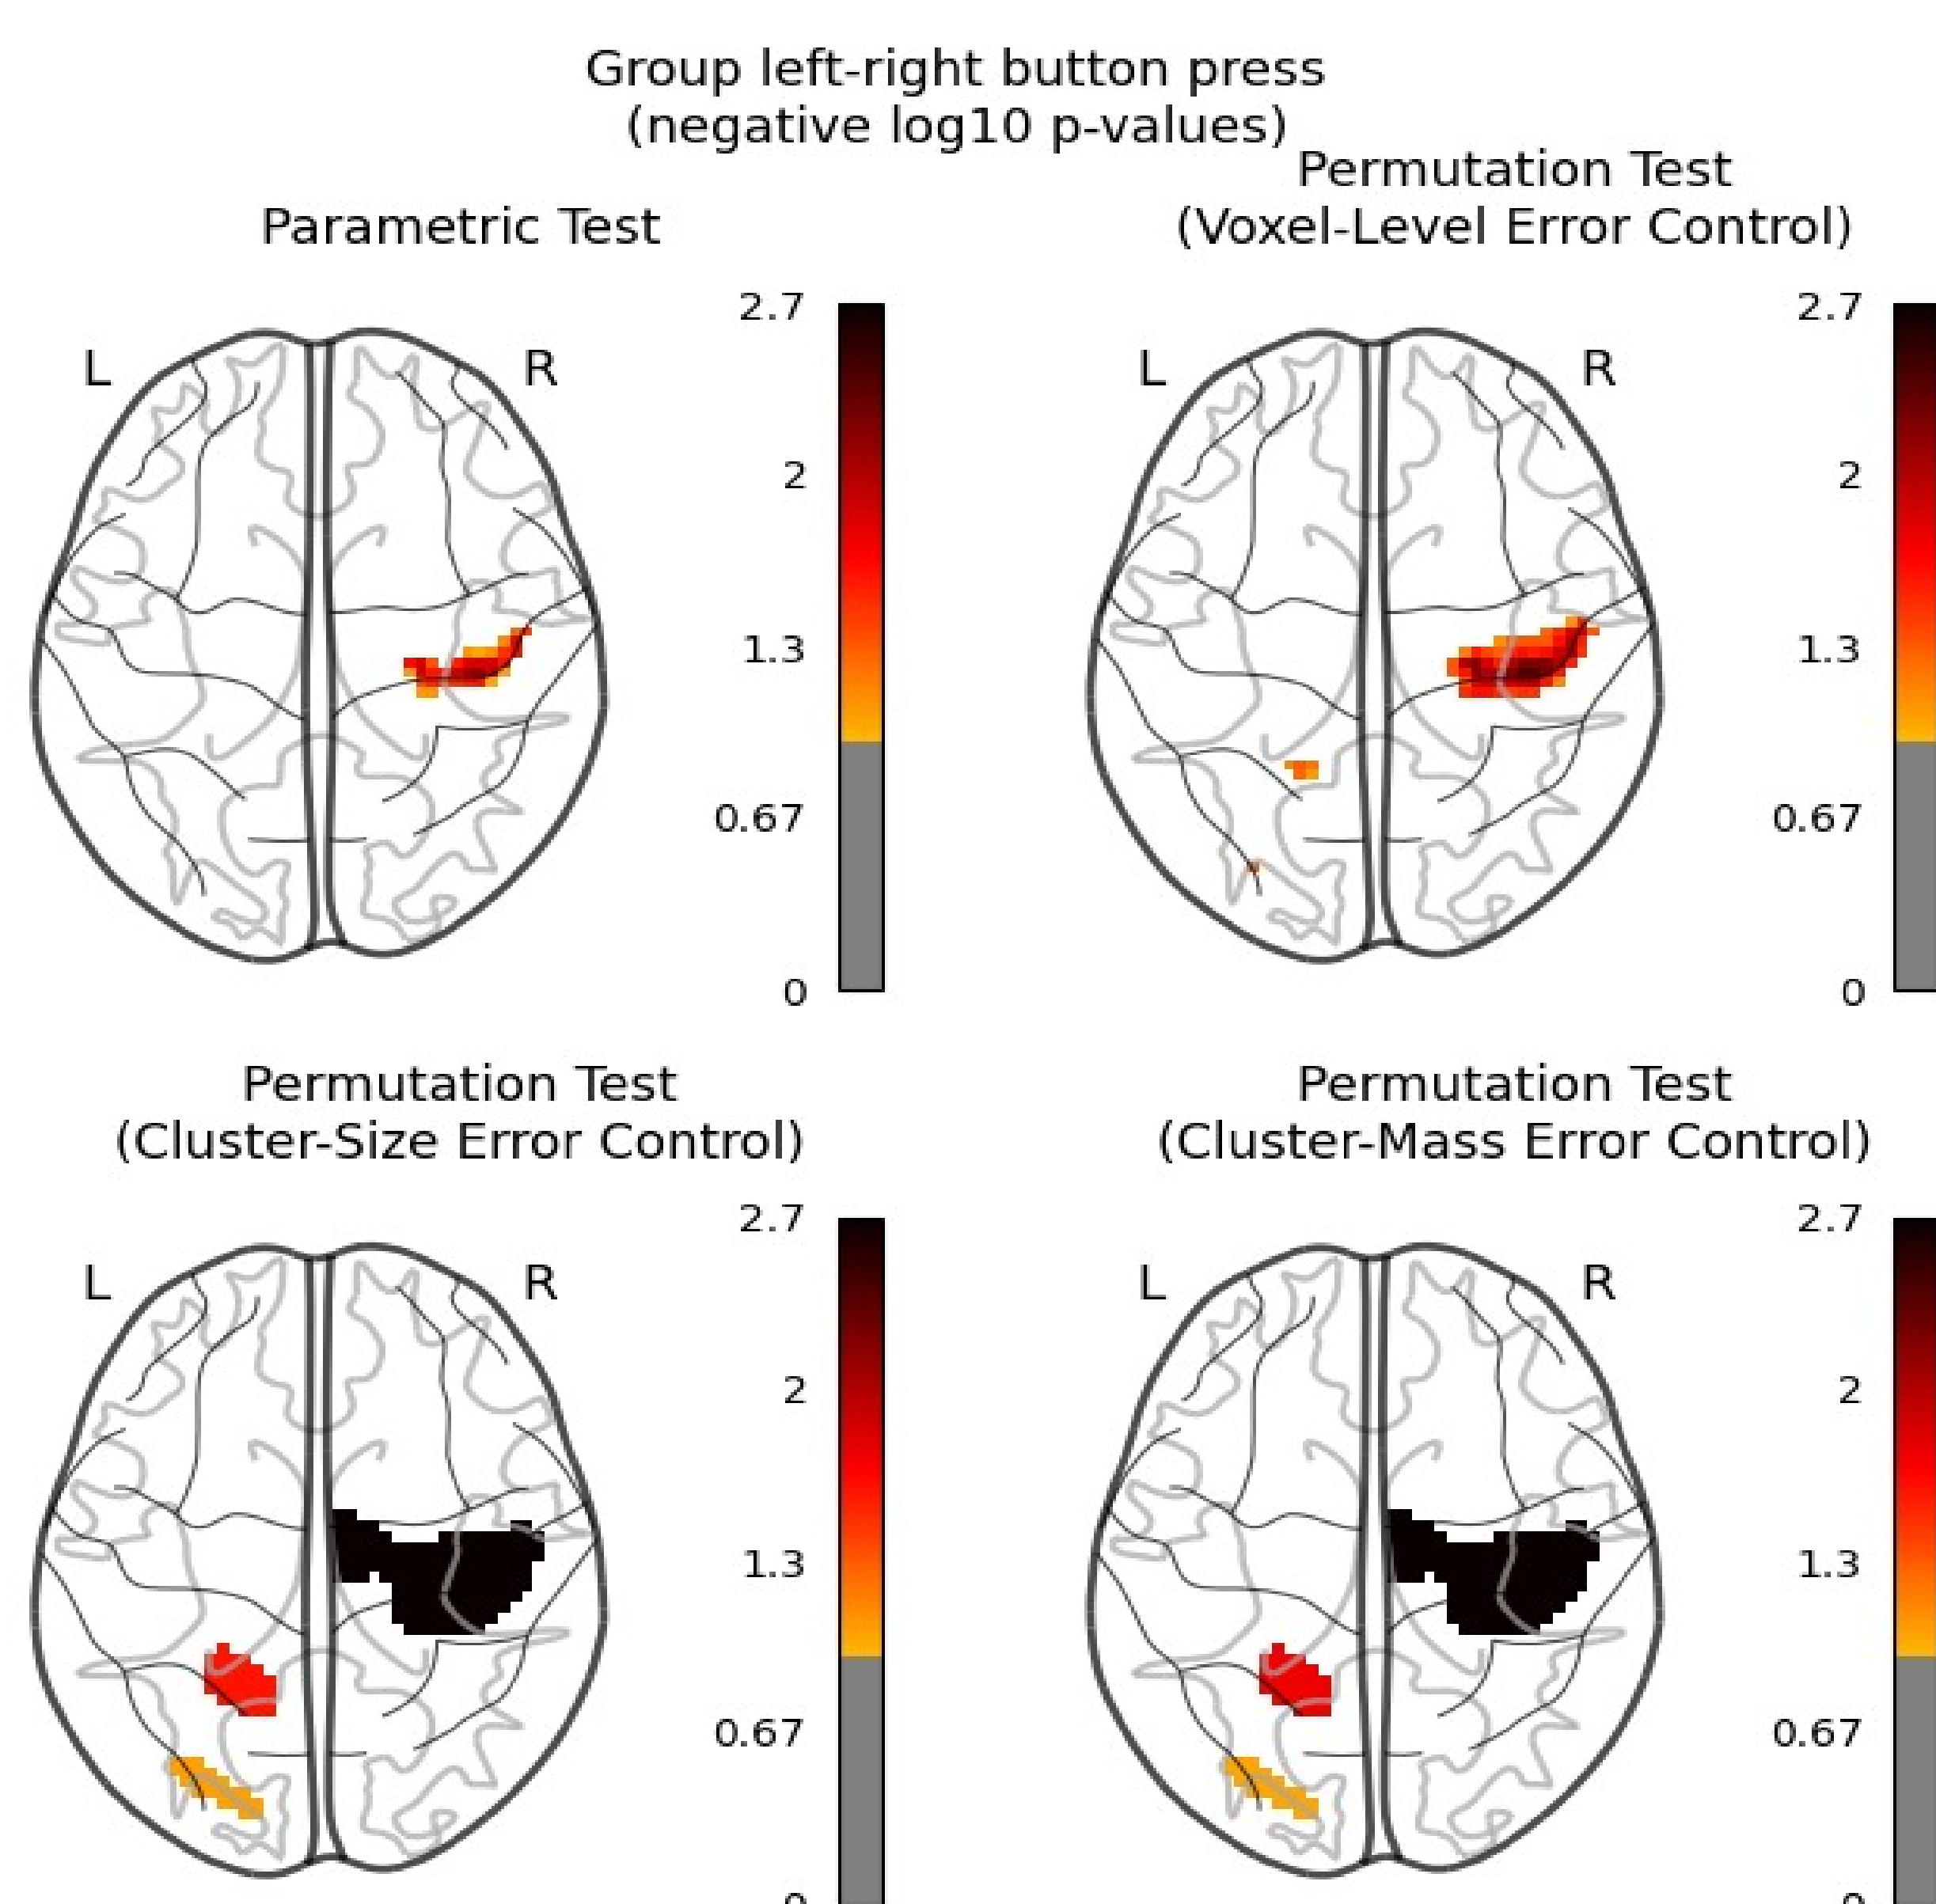 Group left-right button press
(negative log10 p-values)
Parametric Test
Permutation Test
(Voxel-Level Error Control)
L
R
2.7
2
1.3
0.67
0
L
R
2.7
2
1.3
0.67
0
Permutation Test
(Cluster-Size Error Control)
Permutation Test
(Cluster-Mass Error Control)
L
R
2.7
2
1.3
0.67
0
L
R
2.7
2
1.3
0.67
0